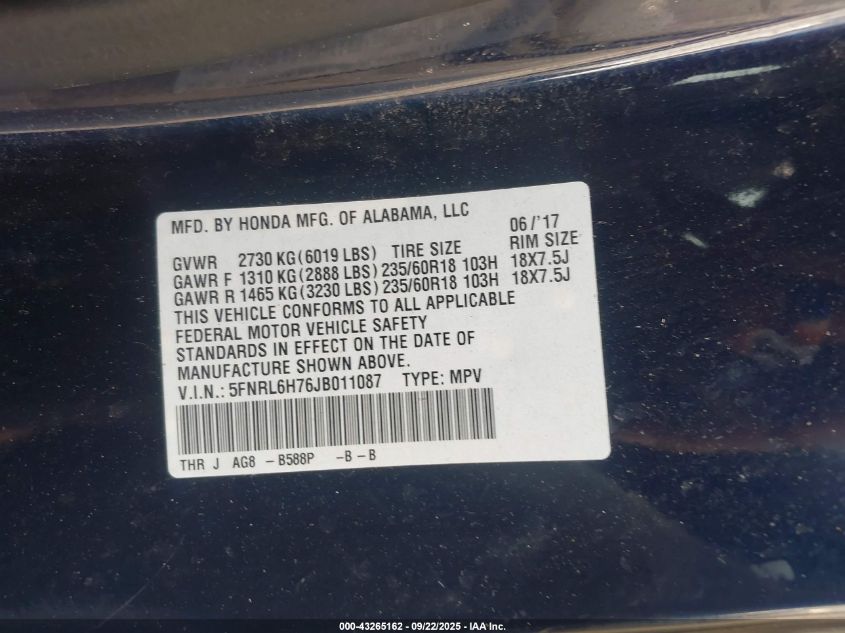 MFD. BY HONDA MFG. OF ALABAMA, LLC 06/'17
GVWR 2730 KG(6019 LBS) TIRE SIZE RIM SIZE
GAWR F 1310 KG(2888 LBS) 235/60R18 103H 18X7.5J
GAWR R 1465 KG(3230 LBS) 235/60R18 103H 18X7.5J
THIS VEHICLE CONFORMS TO ALL APPLICABLE
FEDERAL MOTOR VEHICLE SAFETY
STANDARDS IN EFFECT ON THE DATE OF
MANUFACTURE SHOWN ABOVE.
V.I.N.: 5FNRL6H76JB011087 TYPE: MPV
THR J AG8 -B588P -B-B
000-43265162 - 09/22/2025 - IAA Inc.